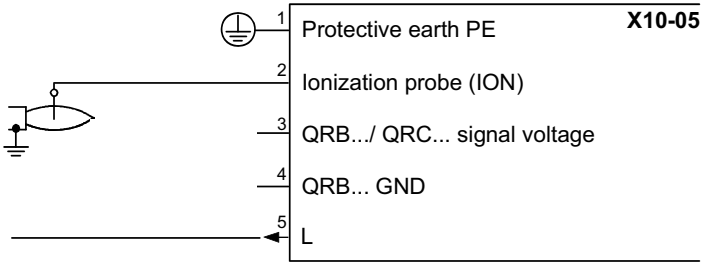 X10-05
1 Protective earth PE
2 Ionization probe (ION)
3 QRB.../ QRC... signal voltage
4 QRB... GND
5 L